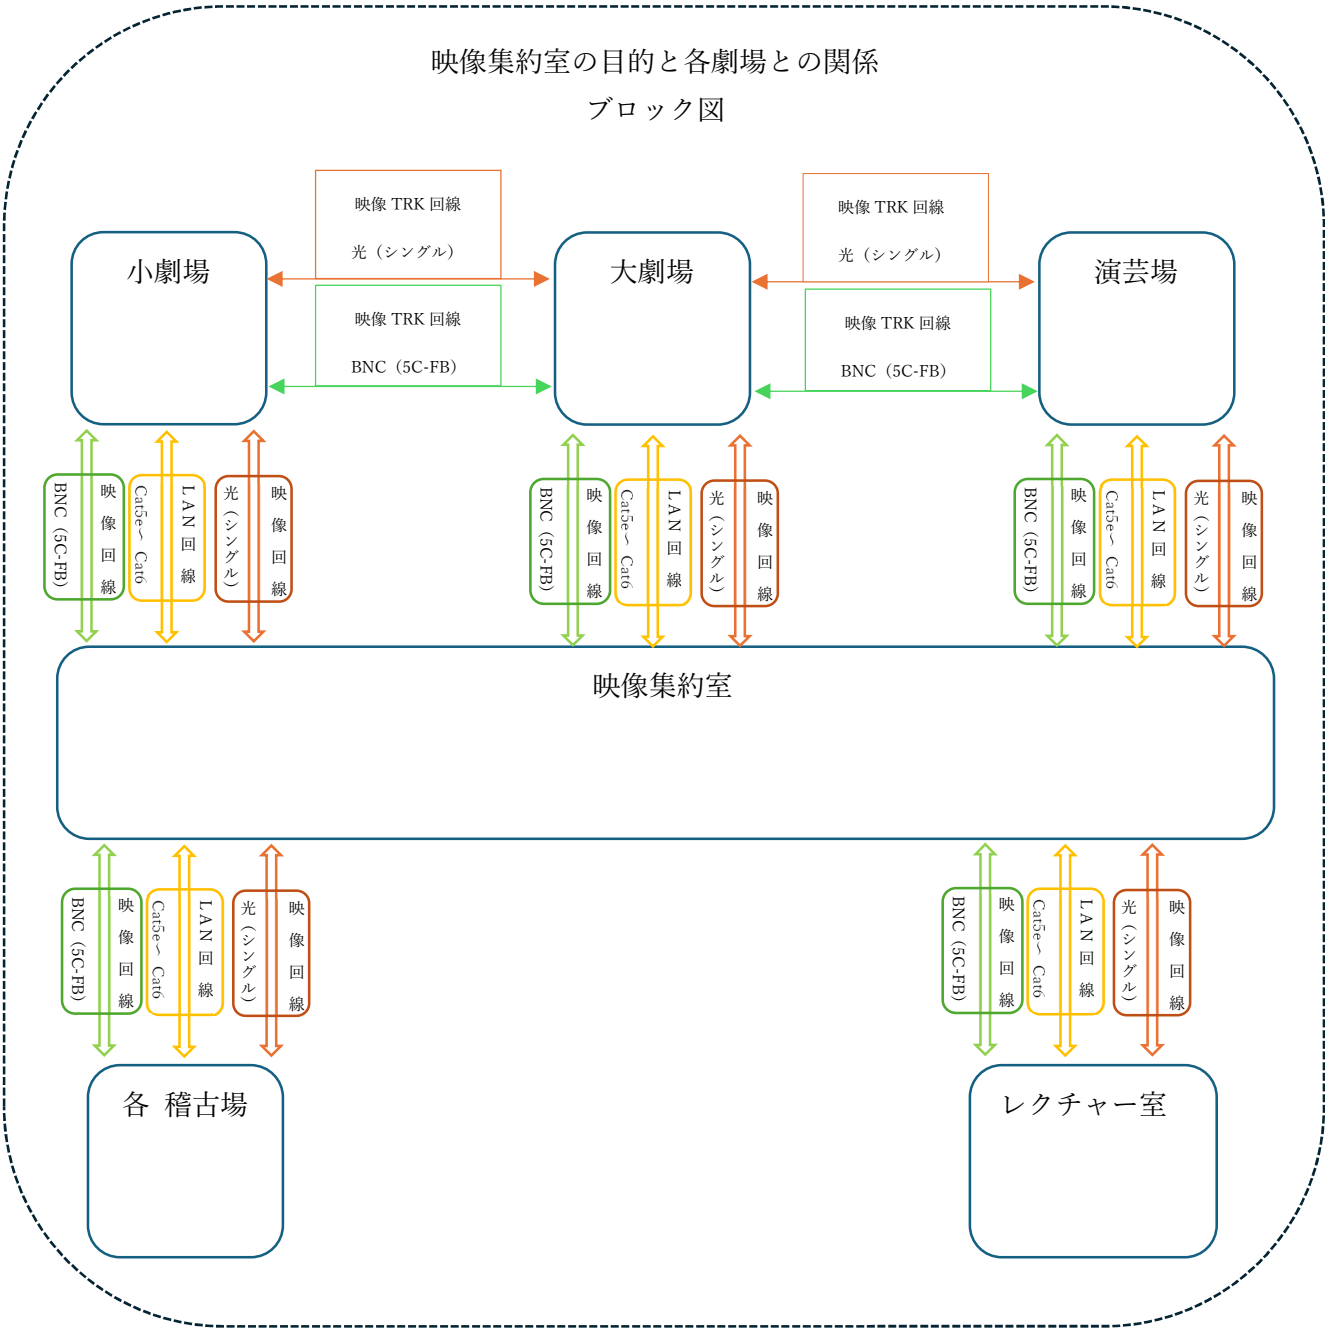 映像集約室の目的と各劇場との関係
ブロック図
映像 TRK 回線
光（シングル）
映像 TRK 回線
光（シングル）
小劇場
大劇場
演芸場
映像 TRK 回線
BNC（5C-FB）
映像 TRK 回線
BNC（5C-FB）
映像回線
BNC（5C-FB）
LAN回線
Cat5e～ Cat6
映像回線
光（シングル）
映像回線
BNC（5C-FB）
LAN回線
Cat5e～ Cat6
映像回線
光（シングル）
映像回線
BNC（5C-FB）
LAN回線
Cat5e～ Cat6
映像回線
光（シングル）
映像集約室
映像回線
BNC（5C-FB）
LAN回線
Cat5e～ Cat6
映像回線
光（シングル）
映像回線
BNC（5C-FB）
LAN回線
Cat5e～ Cat6
映像回線
光（シングル）
各 稽古場
レクチャー室